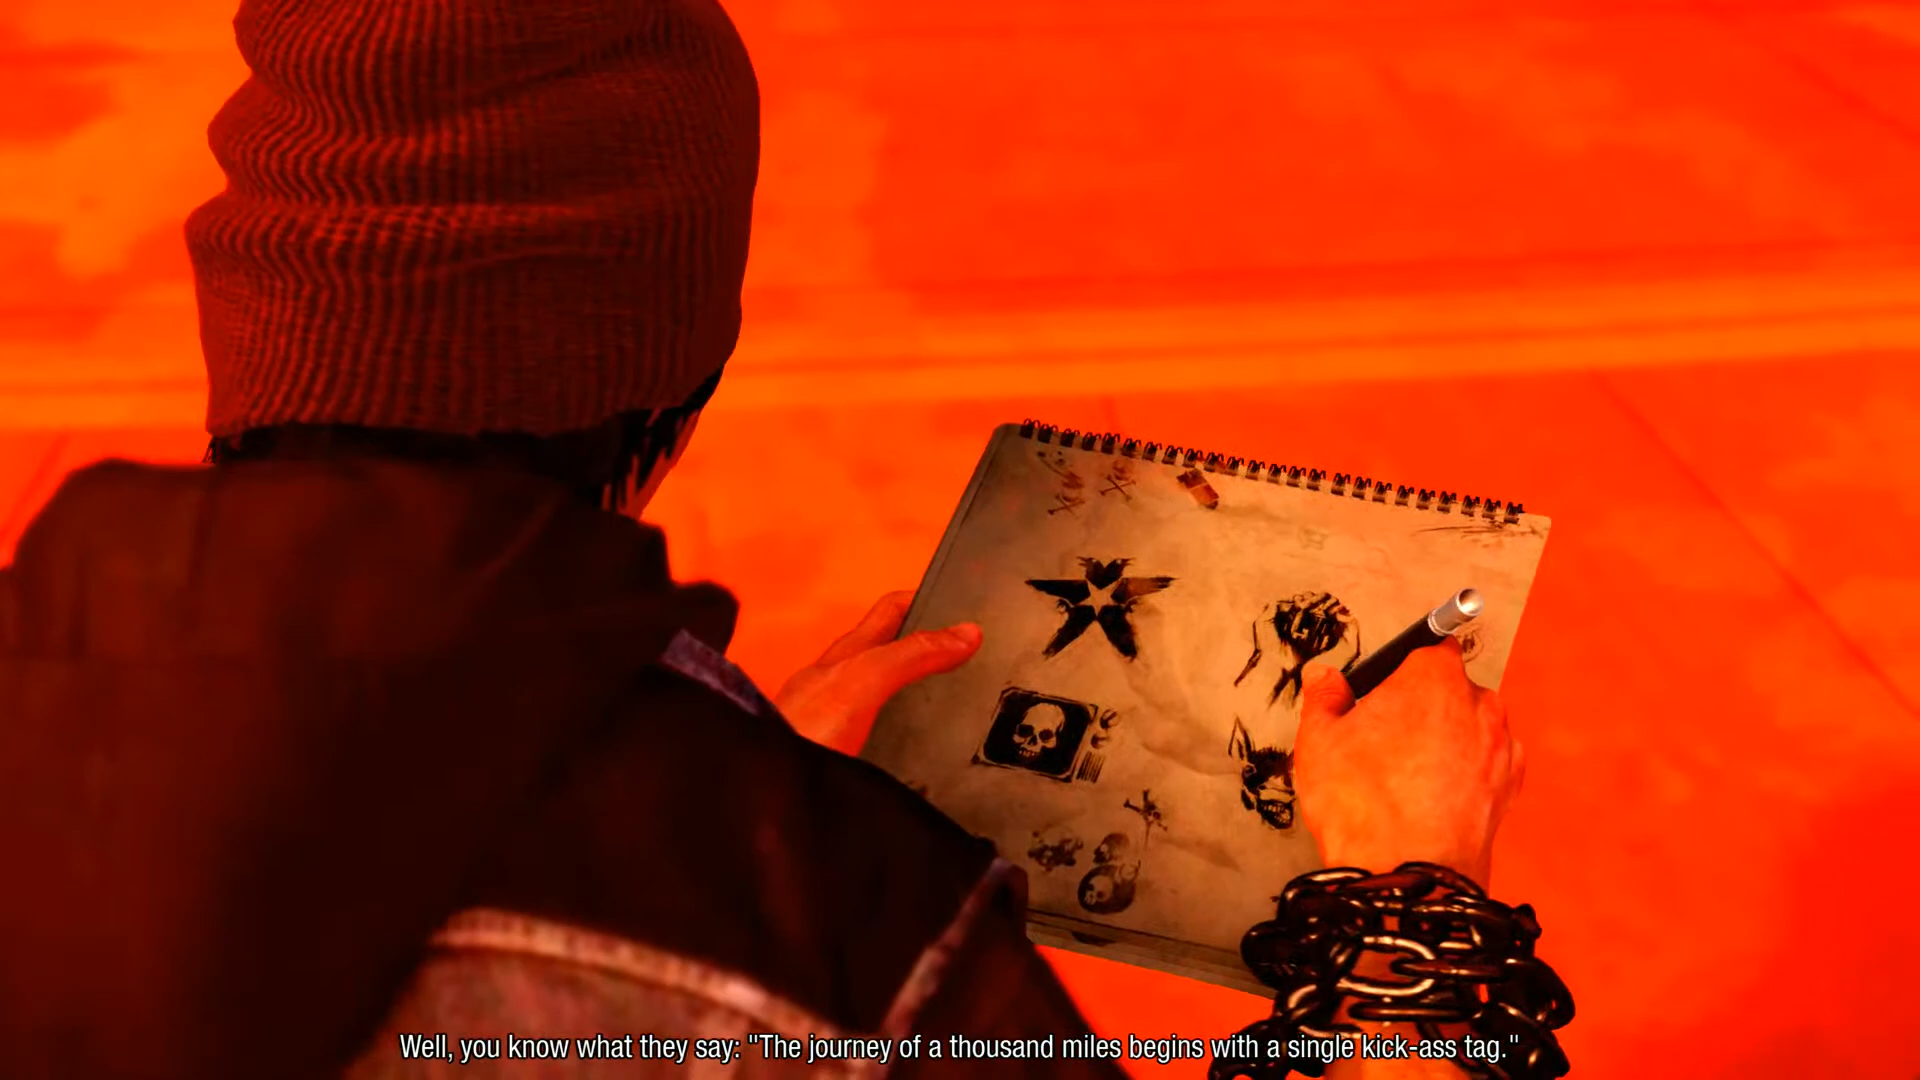 Well, you know what they say: "The journey of a thousand miles begins with a single kick-ass tag."